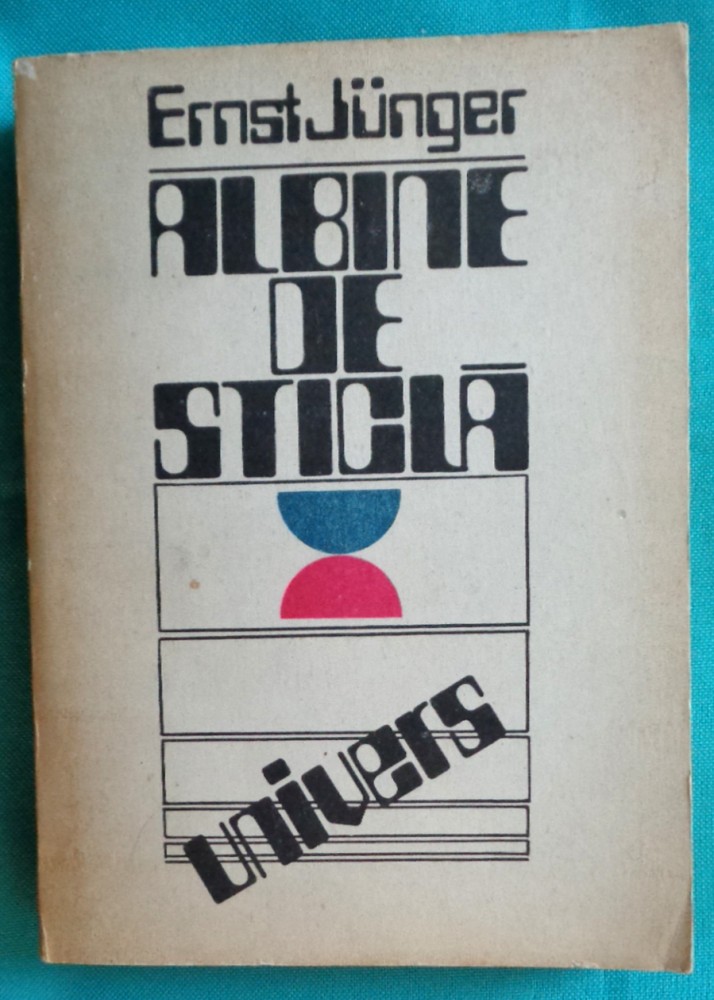 Ernst Jünger
ALBINE
DE
STICLĂ
univers